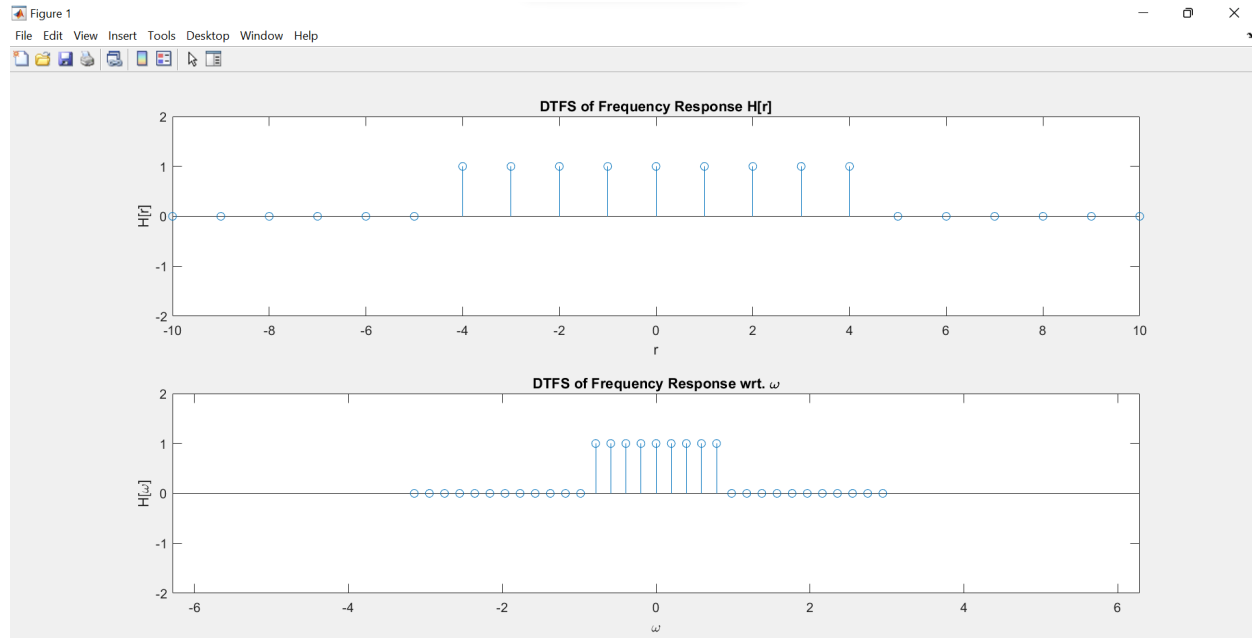 Figure 1
File Edit View Insert Tools Desktop Window Help
DTFS of Frequency Response H[r]
2
1
0
-1
-2
H[r]
-10 -8 -6 -4 -2 0 2 4 6 8 10
r
DTFS of Frequency Response wrt. ω
2
1
0
-1
-2
H[ω]
-6 -4 -2 0 2 4 6
ω